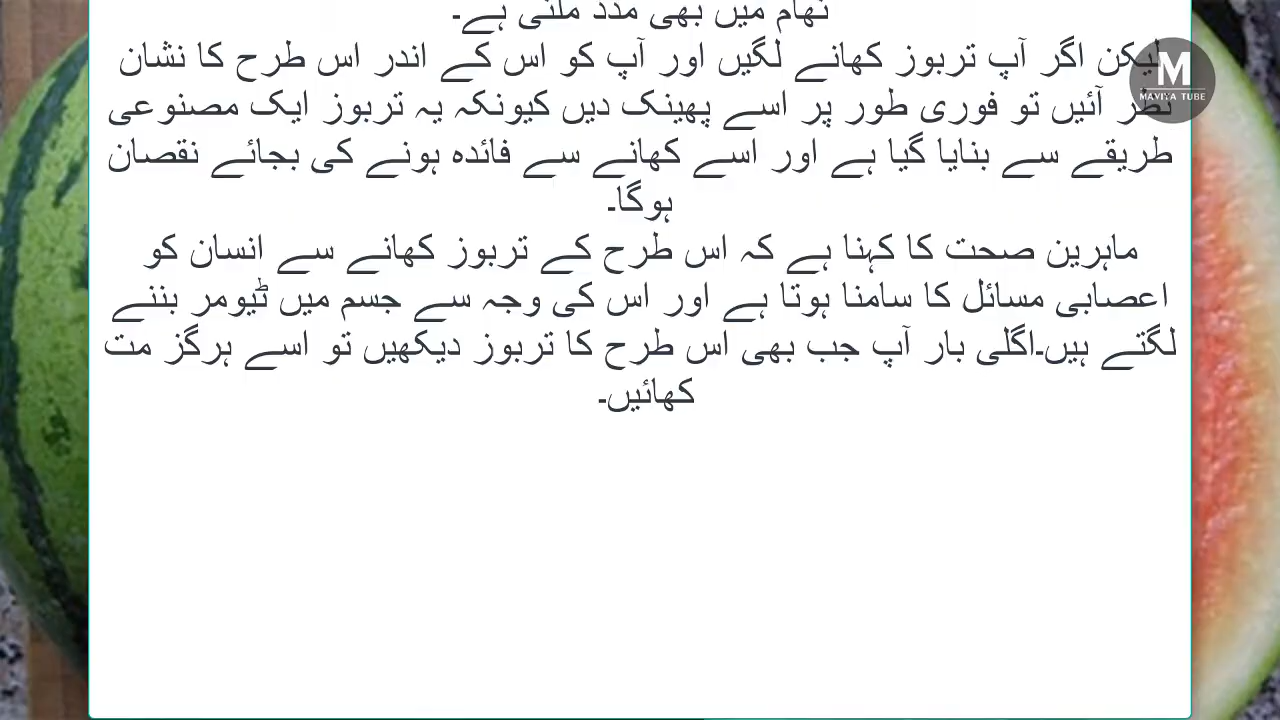 تھام میں بھی مدد ملتی ہے۔
لیکن اگر آپ تربوز کھانے لگیں اور آپ کو اس کے اندر اس طرح کا نشان
نظر آئیں تو فوری طور پر اسے پھینک دیں کیونکہ یہ تربوز ایک مصنوعی
طریقے سے بنایا گیا ہے اور اسے کھانے سے فائدہ ہونے کی بجائے نقصان
ہوگا۔
ماہرین صحت کا کہنا ہے کہ اس طرح کے تربوز کھانے سے انسان کو
اعصابی مسائل کا سامنا ہوتا ہے اور اس کی وجہ سے جسم میں ٹیومر بننے
لگتے ہیں۔اگلی بار آپ جب بھی اس طرح کا تربوز دیکھیں تو اسے ہرگز مت
کھائیں۔
M
MAVIYA TUBE